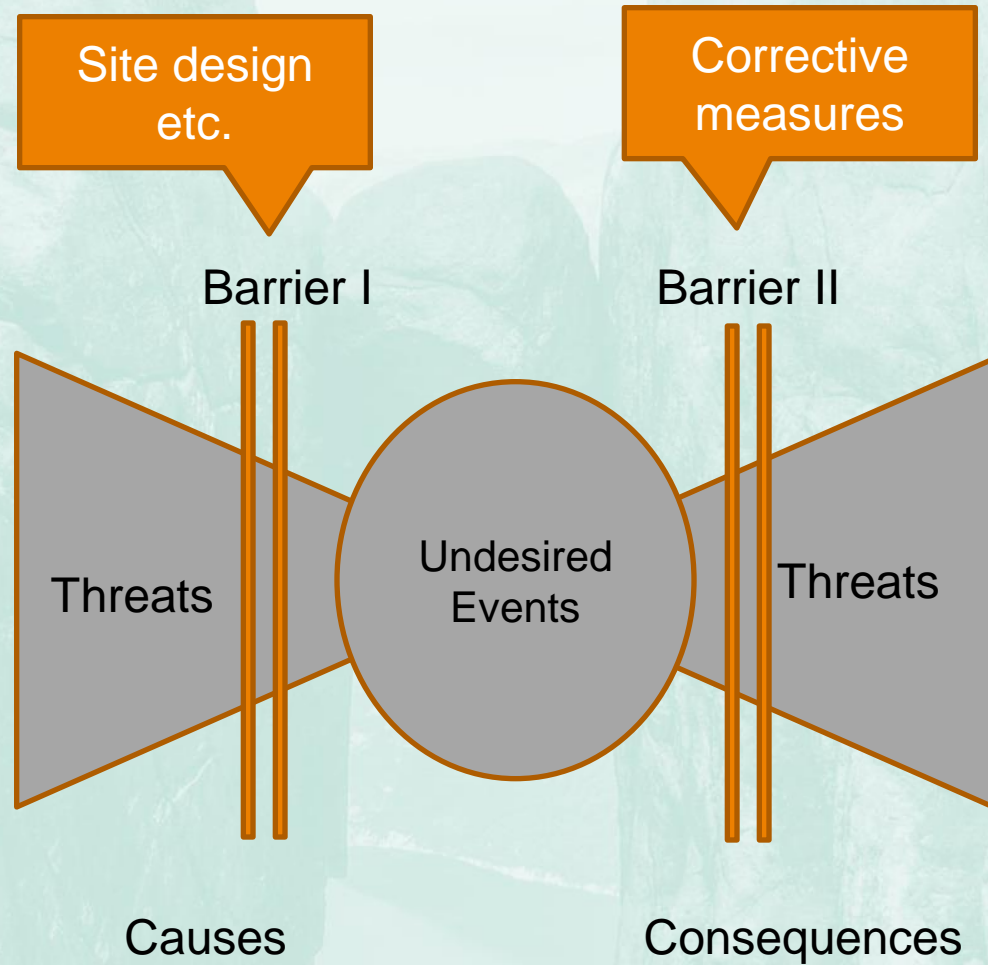 Site design
etc.
Corrective
measures
Barrier I
Barrier II
Threats
Undesired
Events
Threats
Causes
Consequences